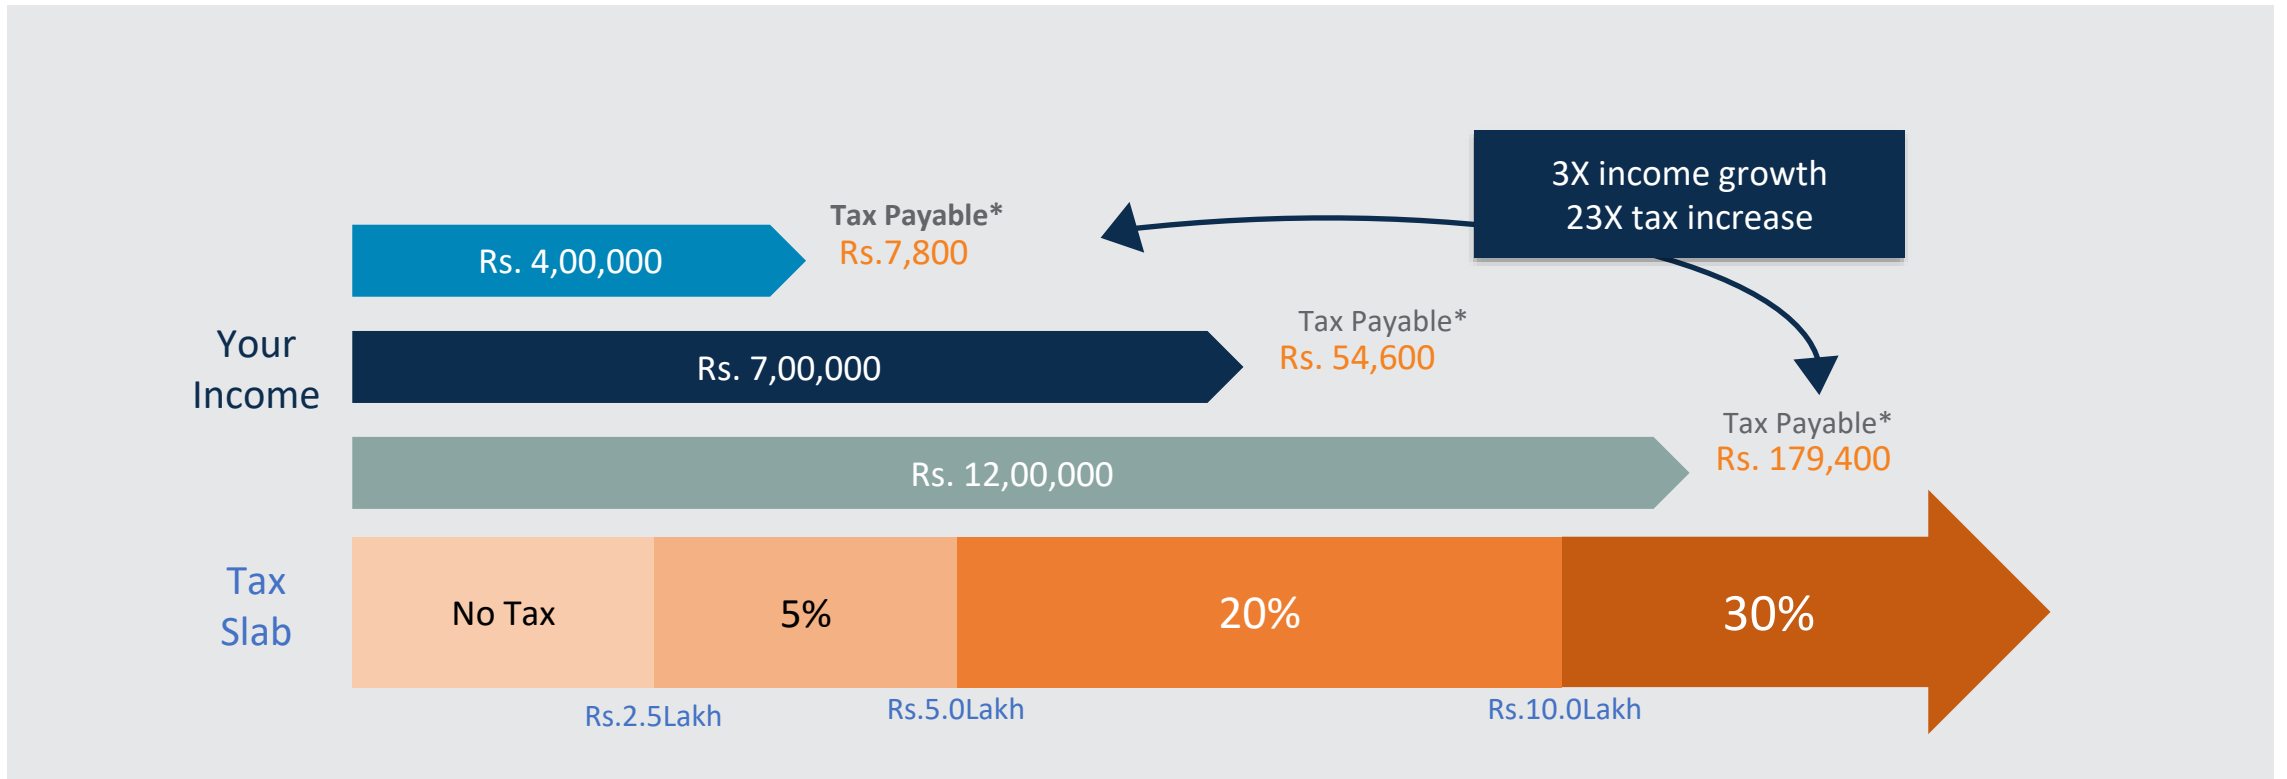 3X income growth
23X tax increase
Tax Payable*
Rs.7,800
Rs. 4,00,000
Tax Payable*
Rs. 54,600
Your
Income
Rs. 7,00,000
Tax Payable*
Rs. 179,400
Rs. 12,00,000
Tax
Slab
No Tax
5%
20%
30%
Rs.2.5Lakh
Rs.5.0Lakh
Rs.10.0Lakh